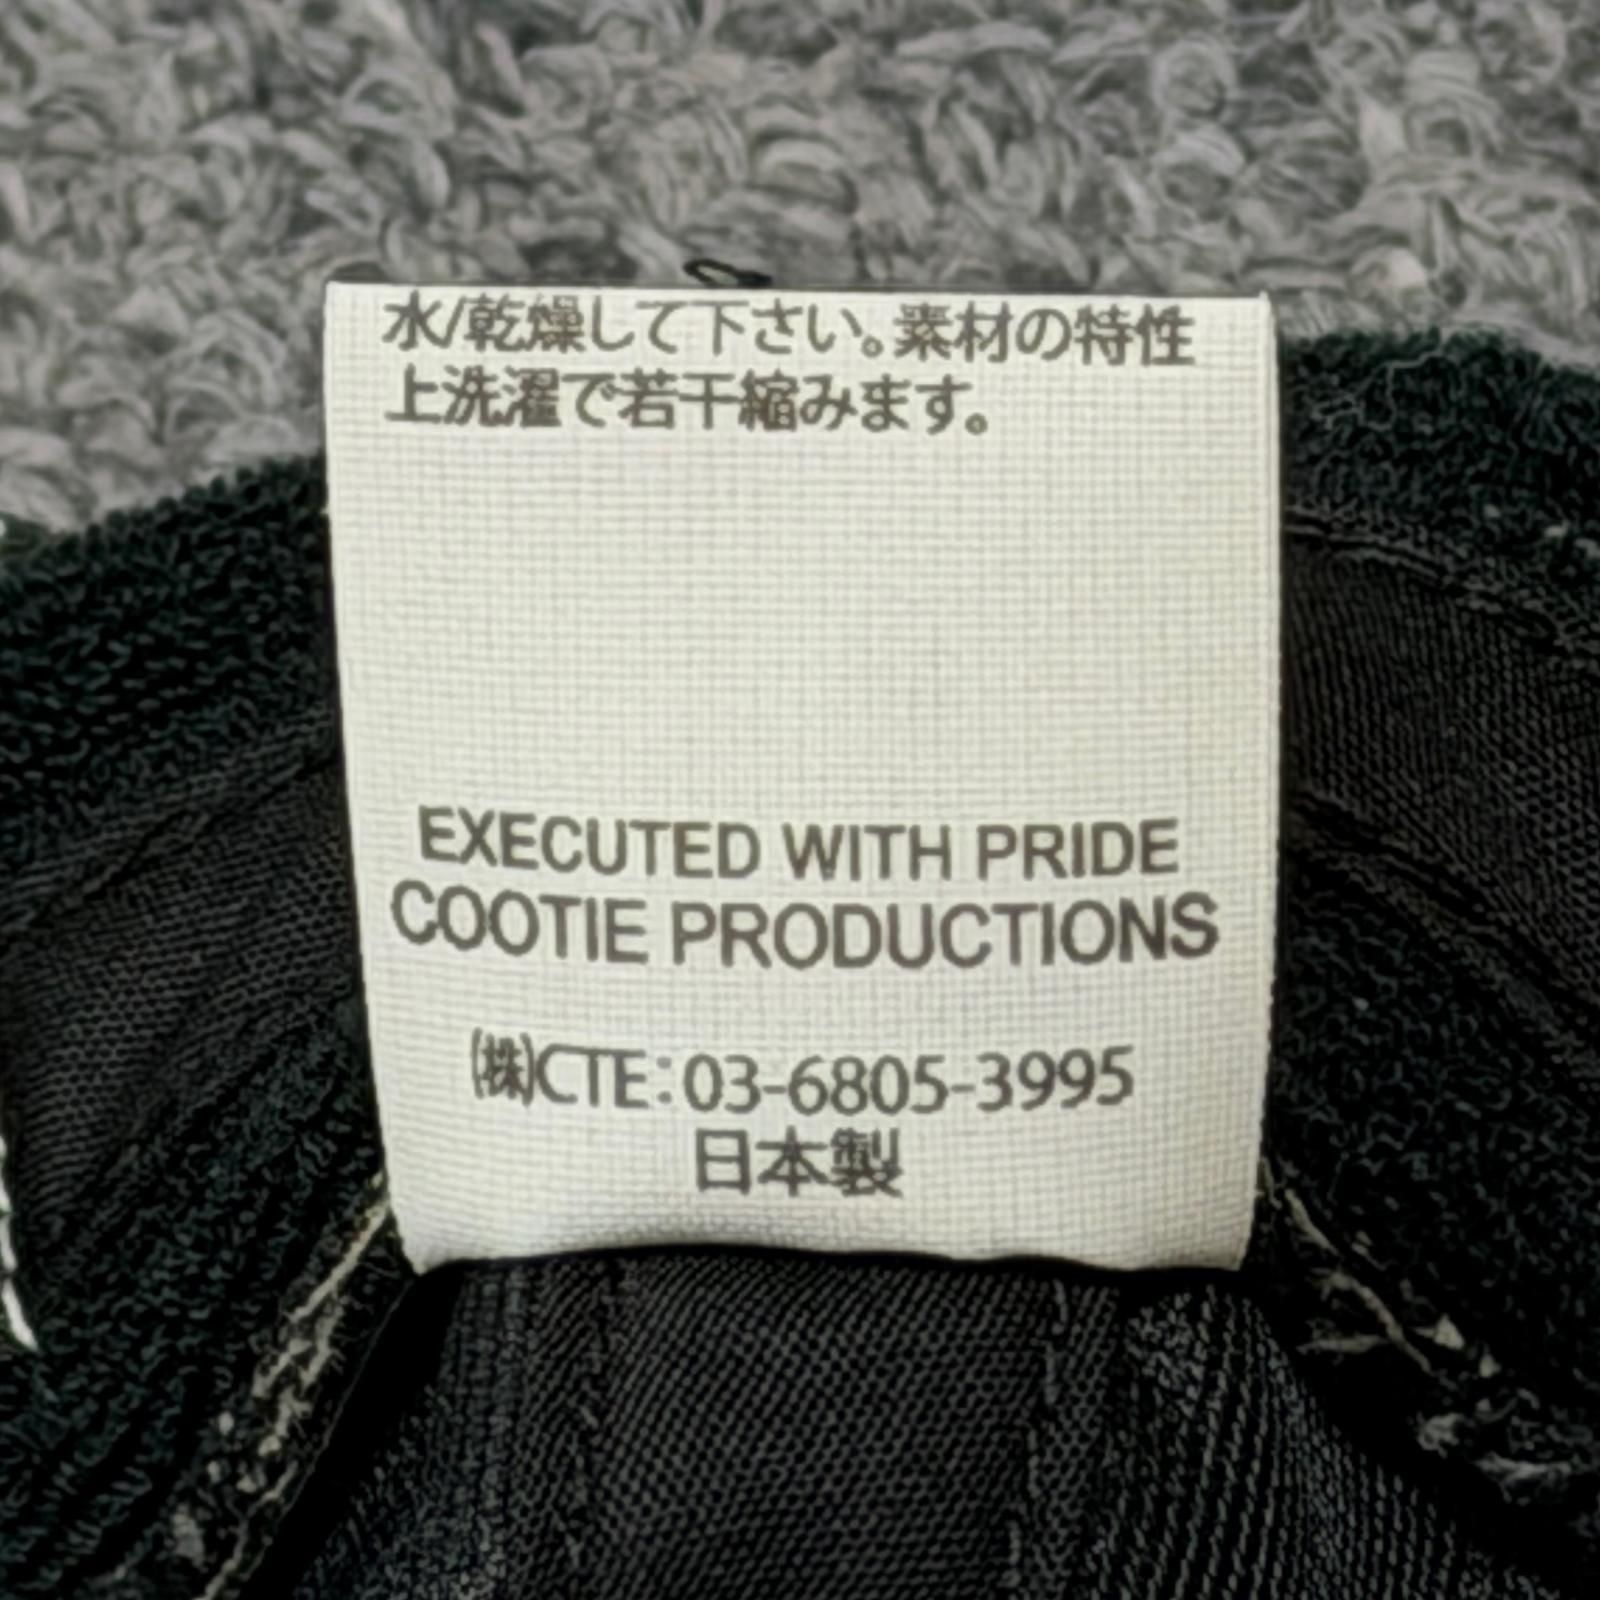 水/乾燥して下さい。素材の特性
上洗濯で若干縮みます。
EXECUTED WITH PRIDE
COOTIE PRODUCTIONS
㈱CTE:03-6805-3995
日本製